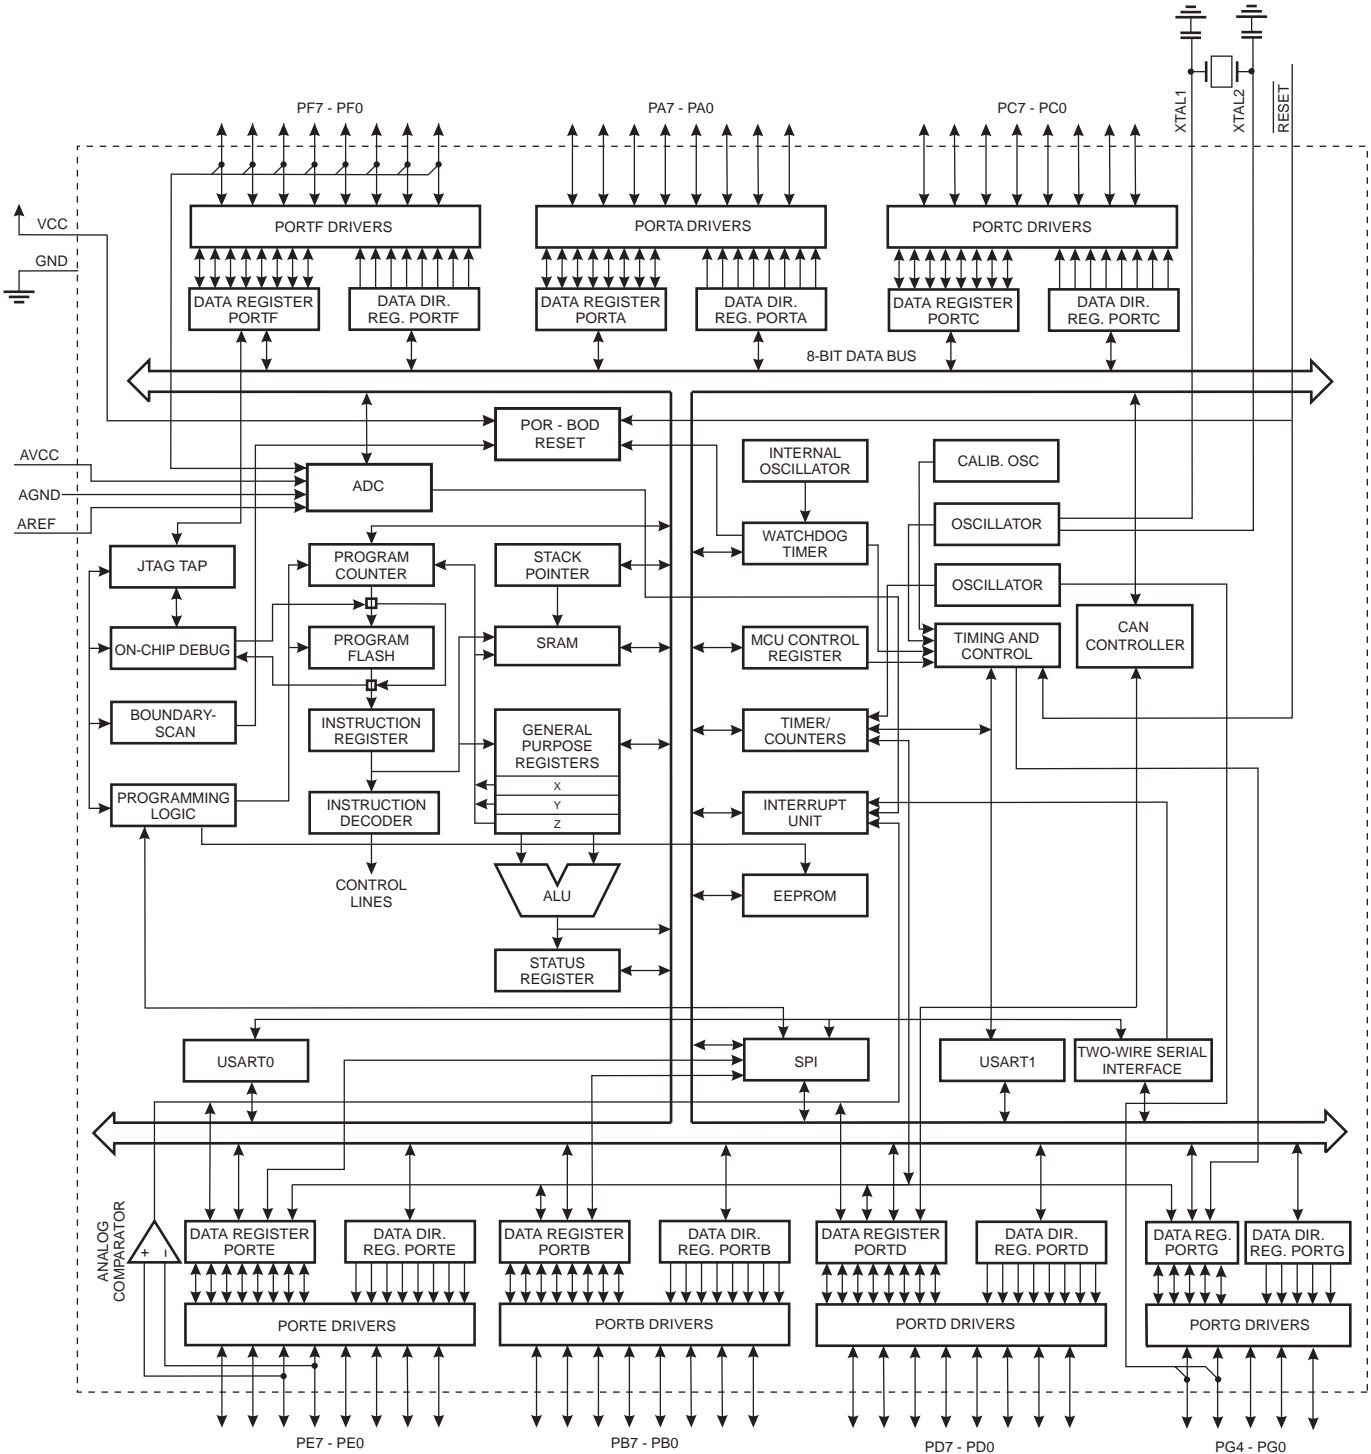 XTAL1
XTAL2
RESET
PF7 - PF0
PA7 - PA0
PC7 - PC0
VCC
GND
PORTF DRIVERS
PORTA DRIVERS
PORTC DRIVERS
DATA REGISTER
PORTF
DATA DIR.
REG. PORTF
DATA REGISTER
PORTA
DATA DIR.
REG. PORTA
DATA REGISTER
PORTC
DATA DIR.
REG. PORTC
8-BIT DATA BUS
POR - BOD
RESET
INTERNAL
OSCILLATOR
CALIB. OSC
AVCC
AGND
AREF
ADC
OSCILLATOR
WATCHDOG
TIMER
JTAG TAP
PROGRAM
COUNTER
STACK
POINTER
OSCILLATOR
ON-CHIP DEBUG
PROGRAM
FLASH
SRAM
MCU CONTROL
REGISTER
TIMING AND
CONTROL
CAN
CONTROLLER
BOUNDARY-
SCAN
INSTRUCTION
REGISTER
GENERAL
PURPOSE
REGISTERS
X
Y
Z
TIMER/
COUNTERS
PROGRAMMING
LOGIC
INSTRUCTION
DECODER
INTERRUPT
UNIT
CONTROL
LINES
ALU
EEPROM
STATUS
REGISTER
USART0
SPI
USART1
TWO-WIRE SERIAL
INTERFACE
ANALOG
COMPARATOR
+
-
DATA REGISTER
PORTE
DATA DIR.
REG. PORTE
DATA REGISTER
PORTB
DATA DIR.
REG. PORTB
DATA REGISTER
PORTD
DATA DIR.
REG. PORTD
DATA REG.
PORTG
DATA DIR.
REG. PORTG
PORTE DRIVERS
PORTB DRIVERS
PORTD DRIVERS
PORTG DRIVERS
PE7 - PE0
PB7 - PB0
PD7 - PD0
PG4 - PG0